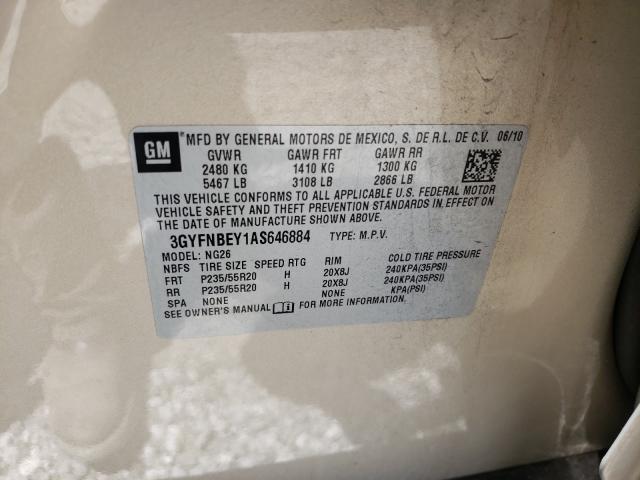 GM ® MFD BY GENERAL MOTORS DE MEXICO, S. DE R.L. DE C.V. 06/10
GVWR GAWR FRT GAWR RR
2480 KG 1410 KG 1300 KG
5467 LB 3108 LB 2866 LB
THIS VEHICLE CONFORMS TO ALL APPLICABLE U.S. FEDERAL MOTOR
VEHICLE SAFETY AND THEFT PREVENTION STANDARDS IN EFFECT ON
THE DATE OF MANUFACTURE SHOWN ABOVE.
3GYFNBEY1AS646884 TYPE: M.P.V.
MODEL: NG26
NBFS TIRE SIZE SPEED RTG RIM COLD TIRE PRESSURE
FRT P235/55R20 H 20X8J 240KPA(35PSI)
RR P235/55R20 H 20X8J 240KPA(35PSI)
SPA NONE NONE KPA(PSI)
SEE OWNER'S MANUAL FOR MORE INFORMATION.